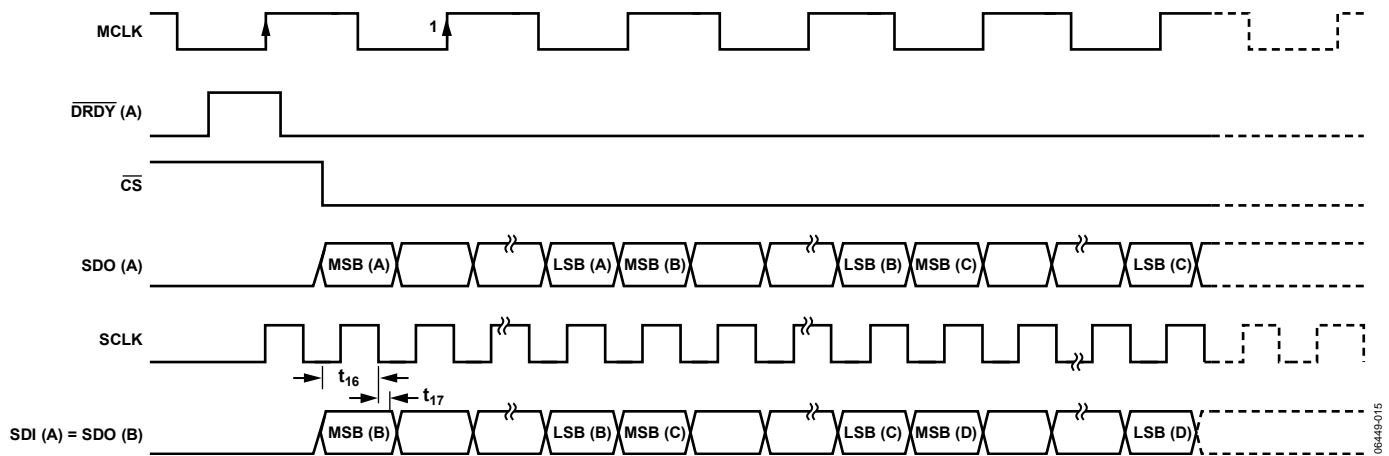 MCLK
1
DRDY (A)
CS
SDO (A)
MSB (A) LSB (A) MSB (B) LSB (B) MSB (C) LSB (C)
SCLK
t16
t17
SDI (A) = SDO (B)
MSB (B) LSB (B) MSB (C) LSB (C) MSB (D) LSB (D)
06449-015